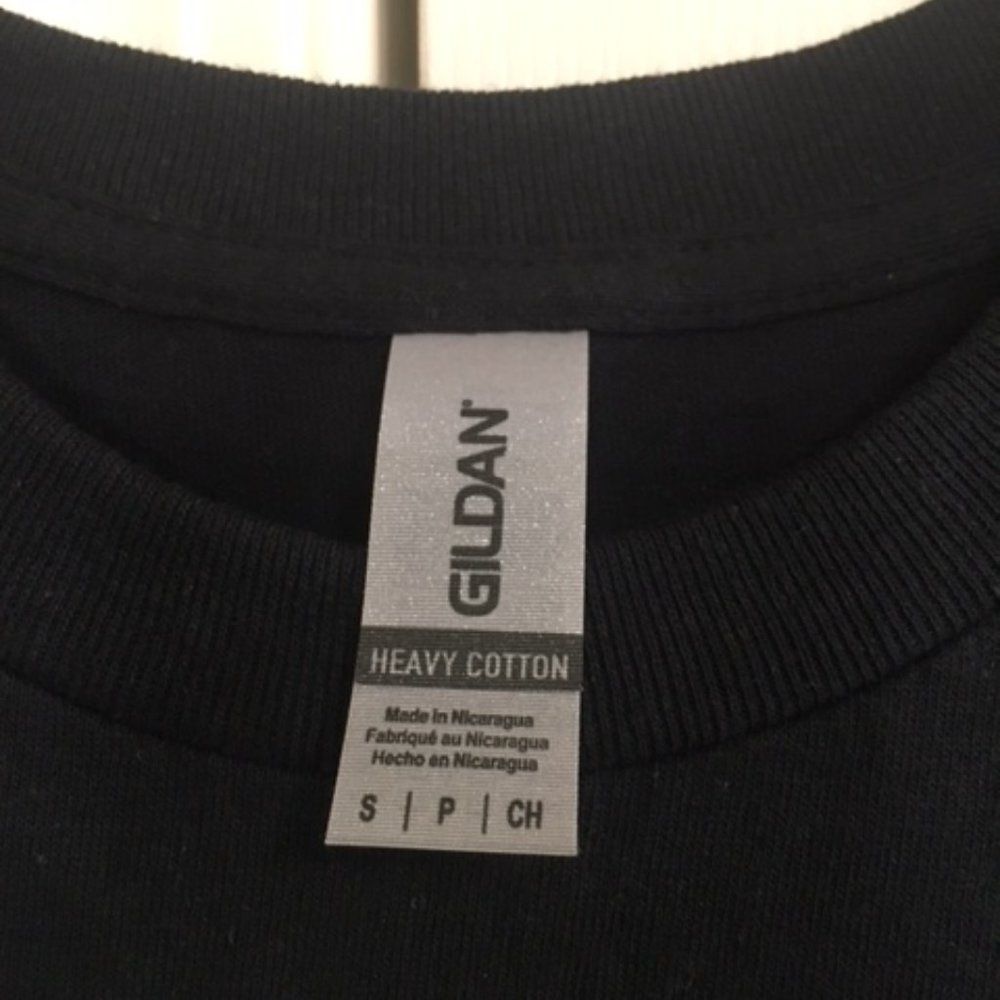 GILDAN
HEAVY COTTON
Made in Nicaragua
Fabriqué au Nicaragua
Hecho en Nicaragua
S | P | CH